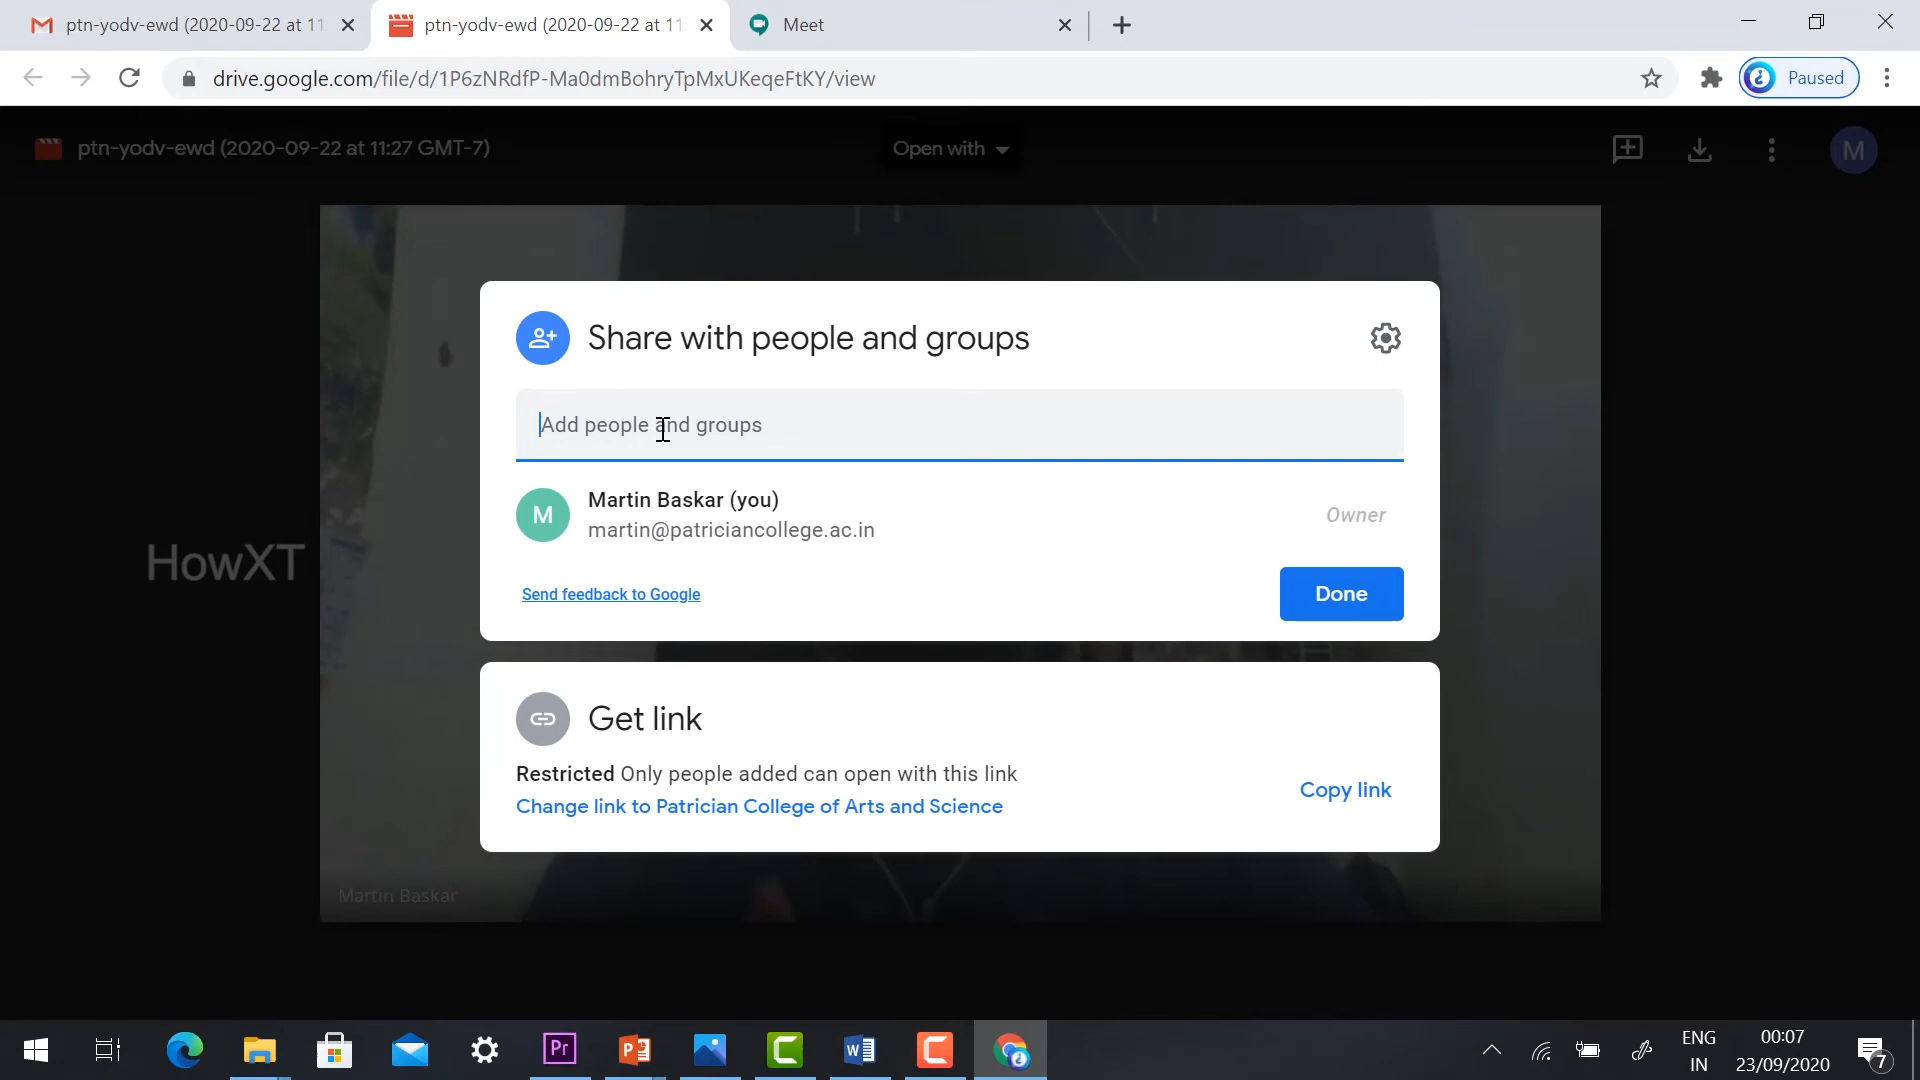 ptn-yodv-ewd (2020-09-22 at 11
ptn-yodv-ewd (2020-09-22 at 11
Meet
drive.google.com/file/d/1P6zNRdfP-Ma0dmBohryTpMxUKeqeFtKY/view
Paused
ptn-yodv-ewd (2020-09-22 at 11:27 GMT-7)
Open with
M
Share with people and groups
Add people and groups
M
Martin Baskar (you)
martin@patriciancollege.ac.in
Owner
HowXT
Send feedback to Google
Done
Get link
Restricted Only people added can open with this link
Change link to Patrician College of Arts and Science
Copy link
Martin Baskar
Pr
ENG
IN
00:07
23/09/2020
7